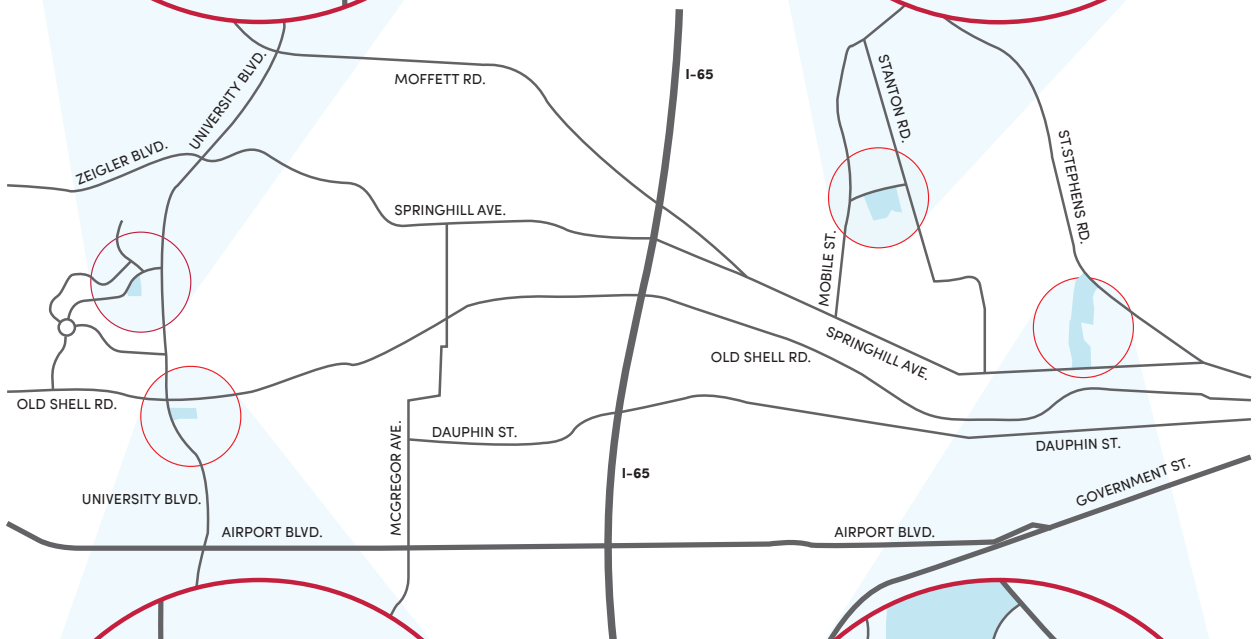 I-65
MOFFETT RD.
UNIVERSITY BLVD.
STANTON RD.
ZEIGLER BLVD.
ST.STEPHENS RD.
SPRINGHILL AVE.
MOBILE ST.
SPRINGHILL AVE.
OLD SHELL RD.
OLD SHELL RD.
DAUPHIN ST.
DAUPHIN ST.
MCGREGOR AVE.
I-65
GOVERNMENT ST.
UNIVERSITY BLVD.
AIRPORT BLVD.
AIRPORT BLVD.